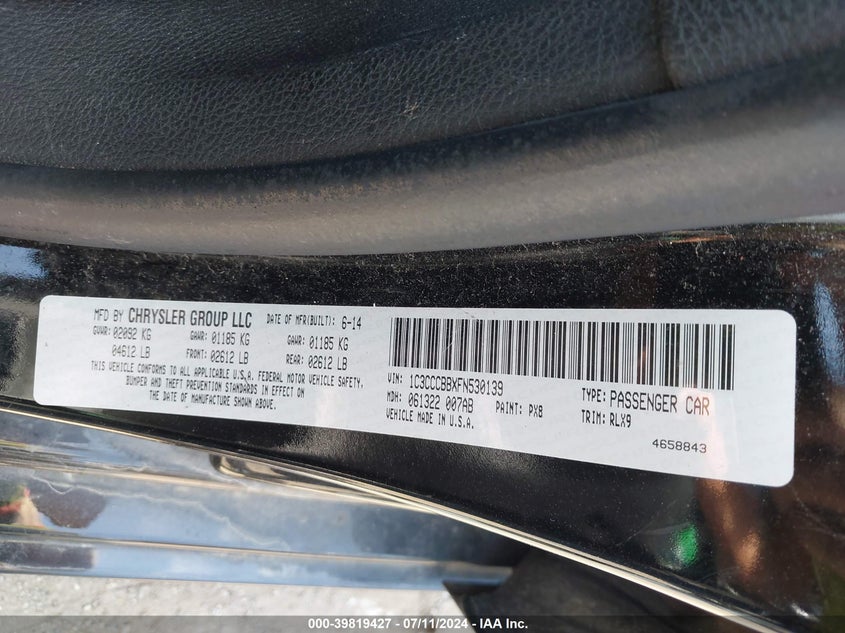 MFD BY CHRYSLER GROUP LLC DATE OF MFR(BUILT): 6-14
GVWR: 02092 KG GAWR: 01185 KG GAWR: 01185 KG
04612 LB FRONT: 02612 LB REAR: 02612 LB
THIS VEHICLE CONFORMS TO ALL APPLICABLE U.S.A. FEDERAL MOTOR VEHICLE SAFETY,
BUMPER AND THEFT PREVENTION STANDARDS IN EFFECT ON
THE DATE OF MANUFACTURE SHOWN ABOVE.
VIN: 1C3CCCBBXFN530139
TYPE: PASSENGER CAR
MDH: 061322 007AB PAINT: PX8
TRIM: RLX9
VEHICLE MADE IN U.S.A.
4658843
000-39819427 - 07/11/2024 - © IAA Inc.